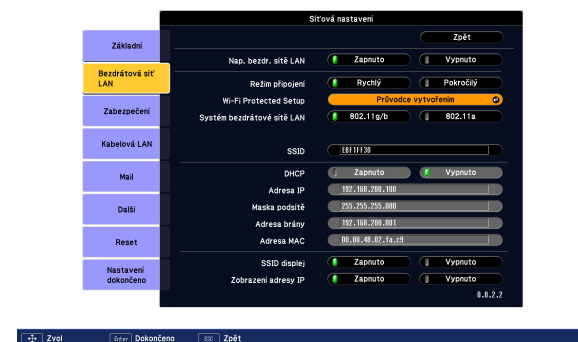 Síťová nastavení
Zpět
Základní
Nap. bezdr. sítě LAN Zapnuto Vypnuto
Bezdrátová síť
LAN
Režim připojení Rychlý Pokročilý
Wi-Fi Protected Setup Průvodce vytvořením
Zabezpečení
Systém bezdrátové sítě LAN 802.11g/b 802.11a
Kabelová LAN
SSID EBF1FF30
DHCP Zapnuto Vypnuto
Mail
Adresa IP 192.168.200.100
Další
Maska podsítě 255.255.255.000
Adresa brány 192.168.200.001
Reset
Adresa MAC 00.00.48.02.fa.c9
SSID displej Zapnuto Vypnuto
Nastavení
dokončeno
Zobrazení adresy IP Zapnuto Vypnuto
0.0.2.2
Zvol Enter Dokončeno ESC Zpět